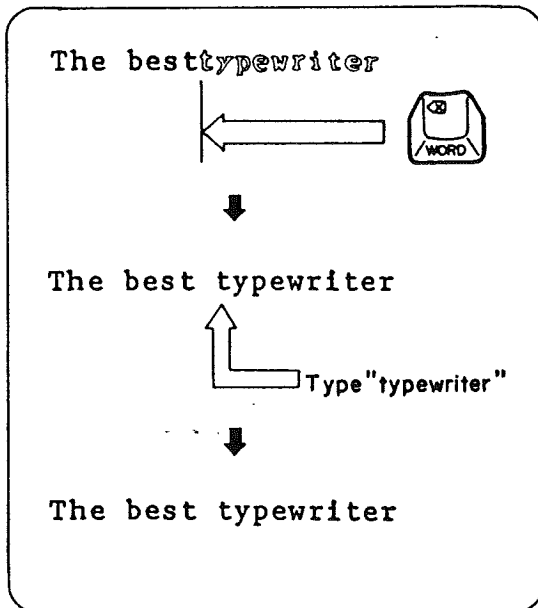 The besttypewriter
WORD
The best typewriter
Type"typewriter"
The best typewriter